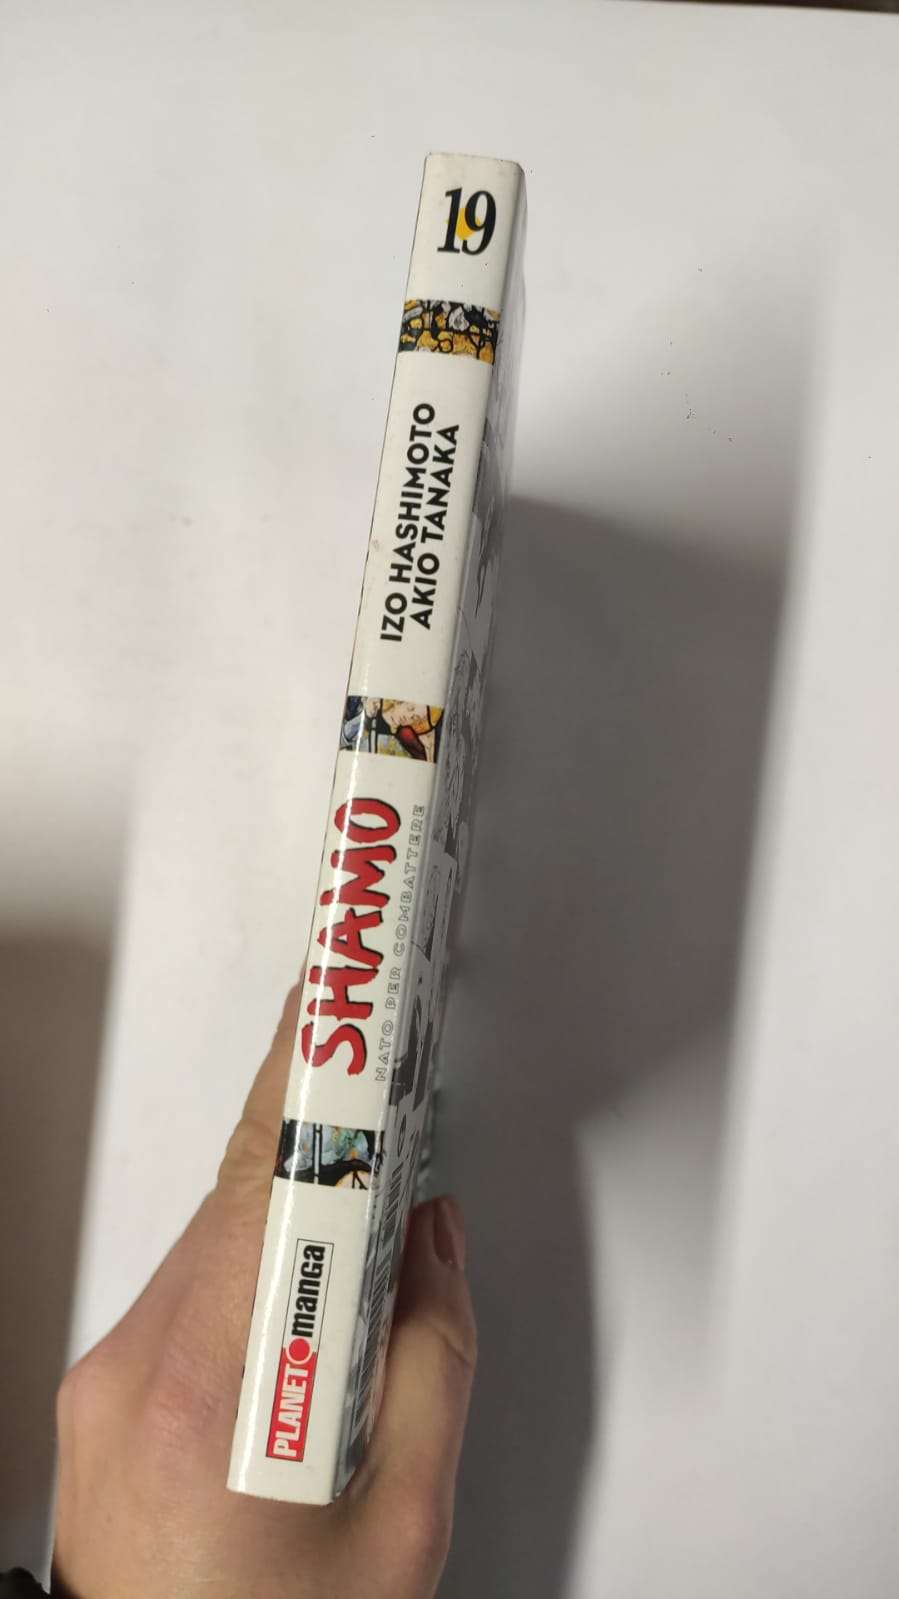 19
IZO HASHIMOTO
AKIO TANAKA
SHAMO
NATO PER COMBATTERE
PLANET manga